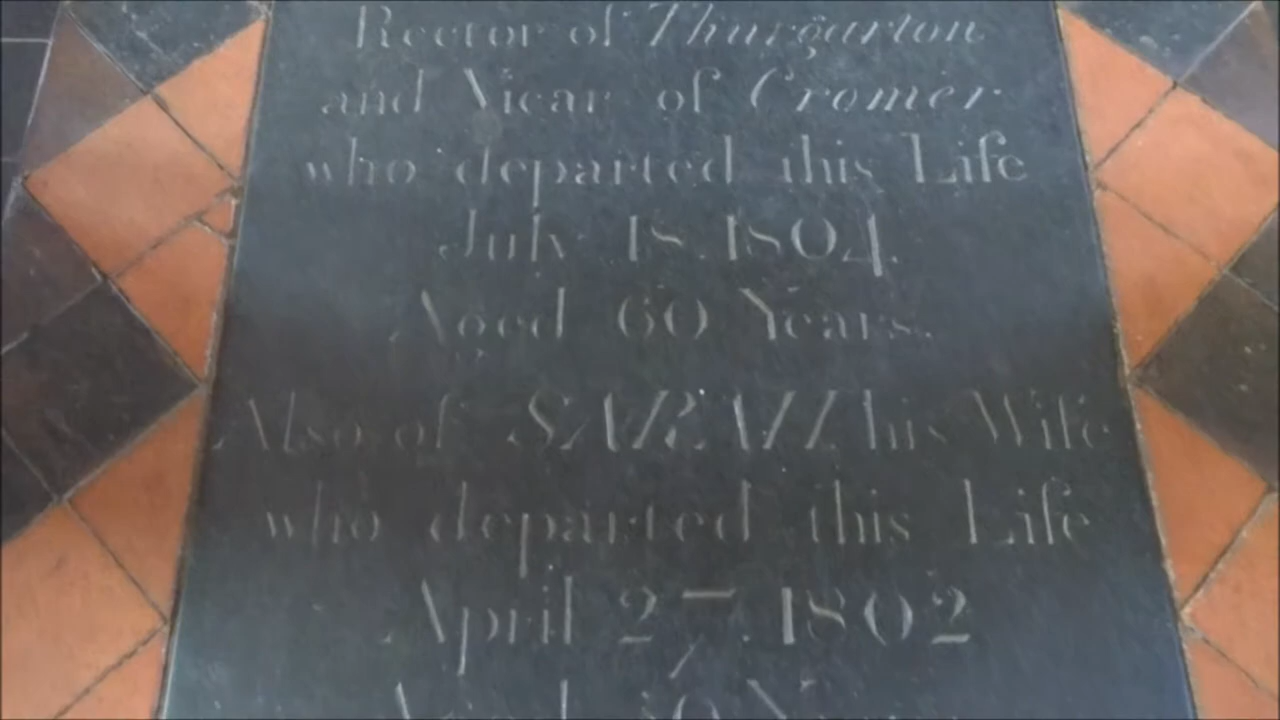 Rector of Thurgarton
and Vicar of Cromer
who departed this Life
July 18. 1804.
Aged 60 Years.
Also of SARAH his Wife
who departed this Life
April 27. 1802
Aged